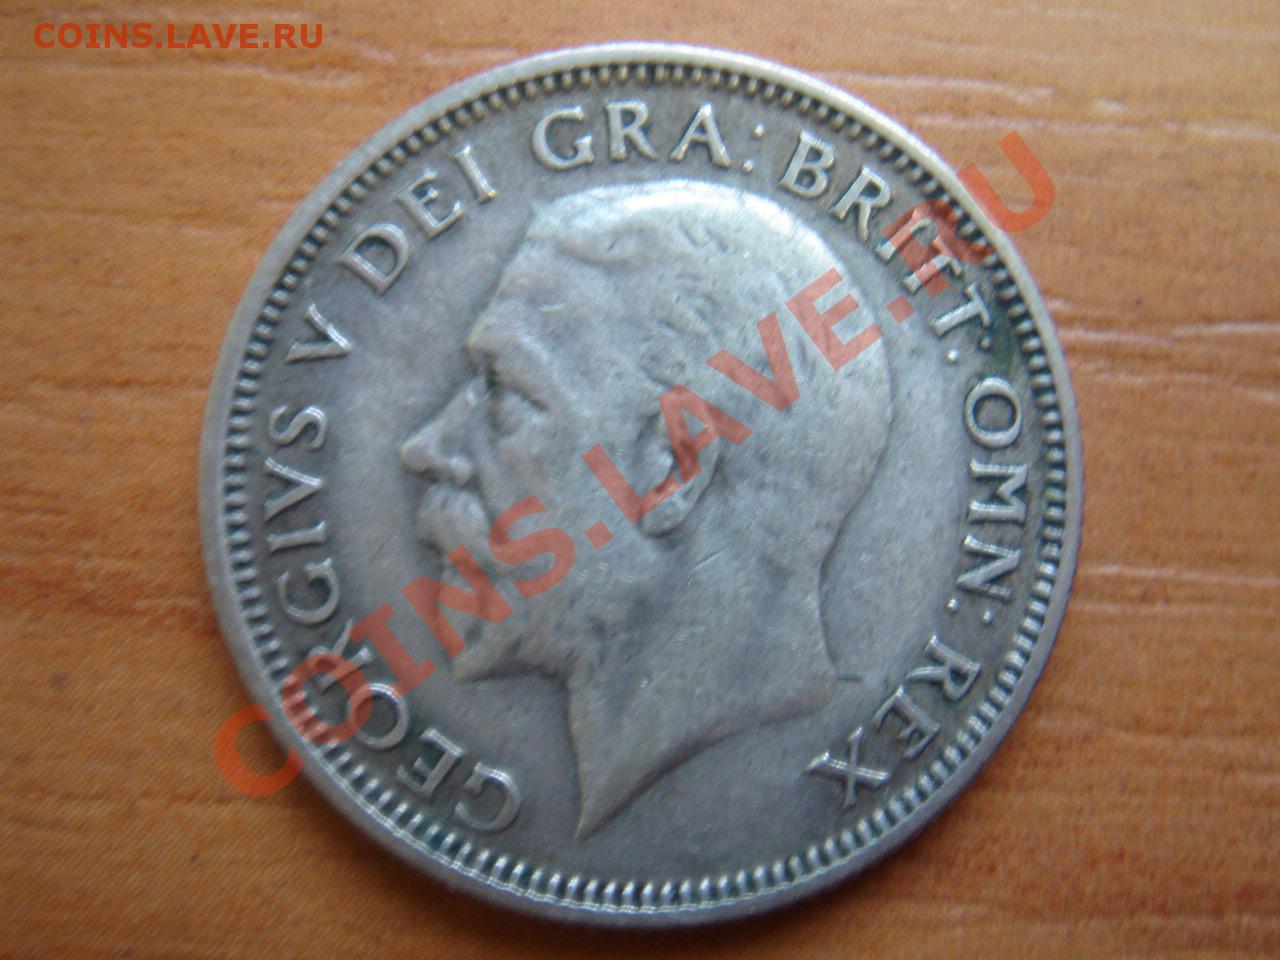 COINS.LAVE.RU
GEORGIVS V DEI GRA: BRITT: OMN: REX
COINS.LAVE.RU